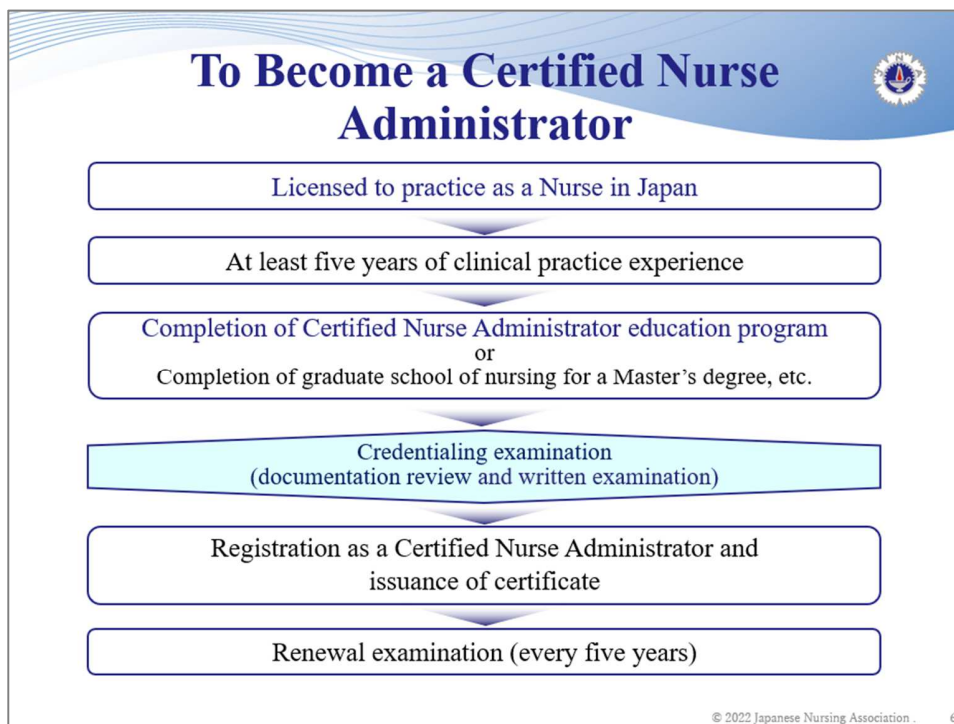 To Become a Certified Nurse
Administrator
Licensed to practice as a Nurse in Japan
At least five years of clinical practice experience
Completion of Certified Nurse Administrator education program
or
Completion of graduate school of nursing for a Master's degree, etc.
Credentialing examination
(documentation review and written examination)
Registration as a Certified Nurse Administrator and
issuance of certificate
Renewal examination (every five years)
© 2022 Japanese Nursing Association .